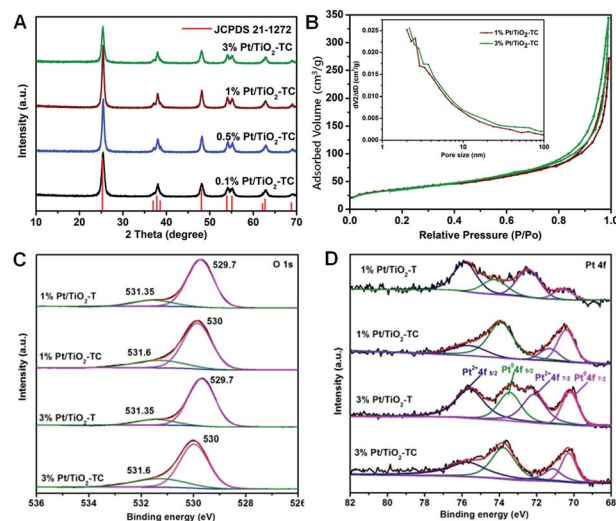 A
JCPDS 21-1272
3% Pt/TiO2-TC
1% Pt/TiO2-TC
0.5% Pt/TiO2-TC
0.1% Pt/TiO2-TC
Intensity (a.u.)
10 20 30 40 50 60 70
2 Theta (degree)
B
350
300
250
200
150
100
50
0
Adsorbed Volume (cm3/g)
0.0 0.2 0.4 0.6 0.8 1.0
Relative Pressure (P/Po)
1% Pt/TiO2-TC
3% Pt/TiO2-TC
0.025
0.020
0.015
0.010
0.005
0.000
1 10 100
Pore size (nm)
C
O 1s
529.7
531.35
1% Pt/TiO2-T
530
531.6
1% Pt/TiO2-TC
529.7
531.35
3% Pt/TiO2-T
530
531.6
3% Pt/TiO2-TC
Intensity (a.u.)
536 534 532 530 528 526
Binding energy (eV)
D
Pt 4f
1% Pt/TiO2-T
1% Pt/TiO2-TC
Pt2+4f 5/2 Pt04f 5/2 Pt2+4f 7/2 Pt04f 7/2
3% Pt/TiO2-T
3% Pt/TiO2-TC
Intensity (a.u.)
82 80 78 76 74 72 70 68
Binding energy (eV)